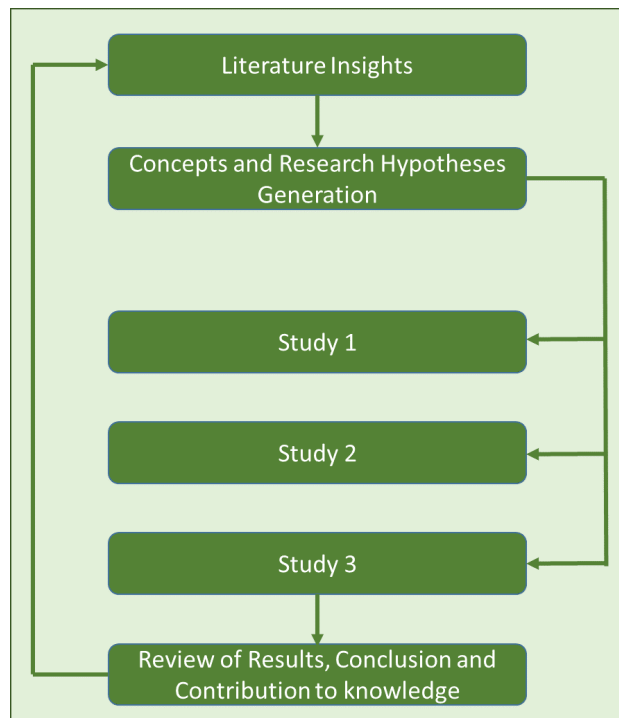 Literature Insights
Concepts and Research Hypotheses
Generation
Study 1
Study 2
Study 3
Review of Results, Conclusion and
Contribution to knowledge